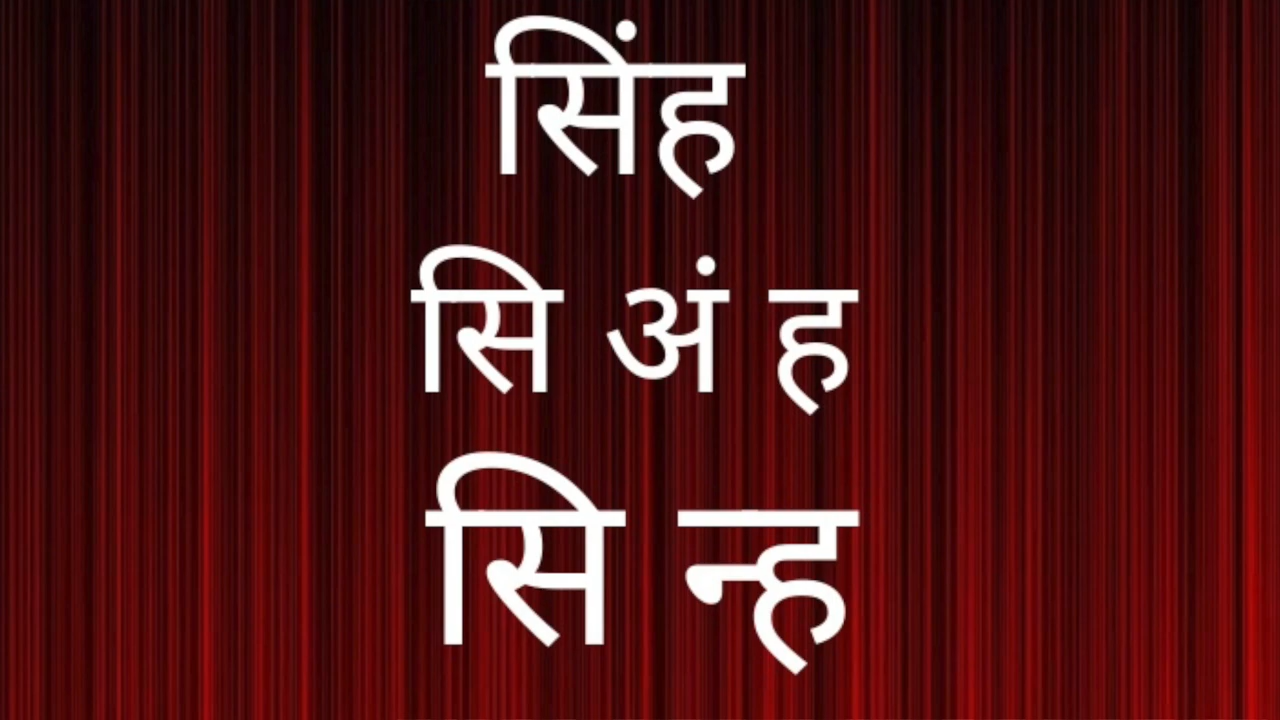 सिंह
सि अं ह
सि न्ह